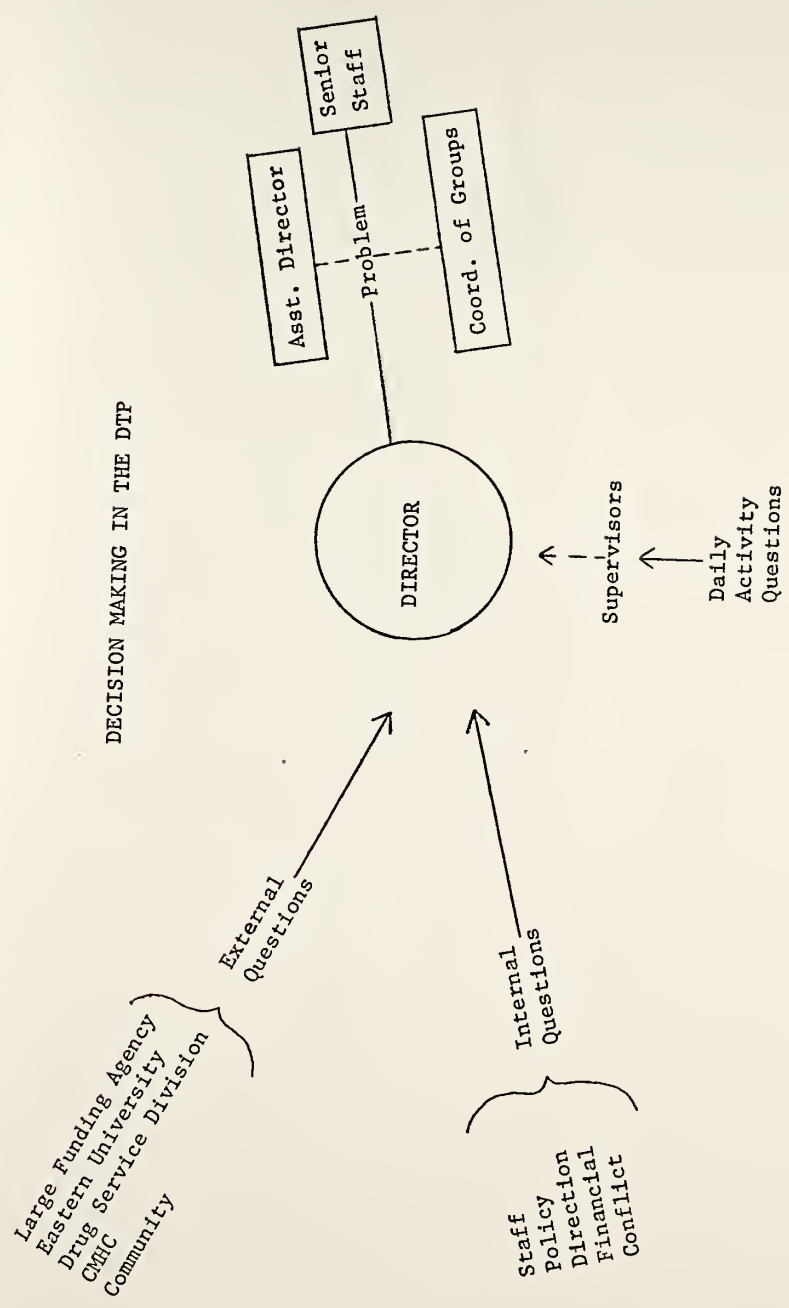 DECISION MAKING IN THE DTP
Large Funding Agency
Eastern University
Drug Service Division
CMHC
Community
External
Questions
Staff
Policy
Direction
Financial
Conflict
Internal
Questions
DIRECTOR
Supervisors
Daily
Activity
Questions
Asst. Director
Problem
Senior
Staff
Coord. of Groups